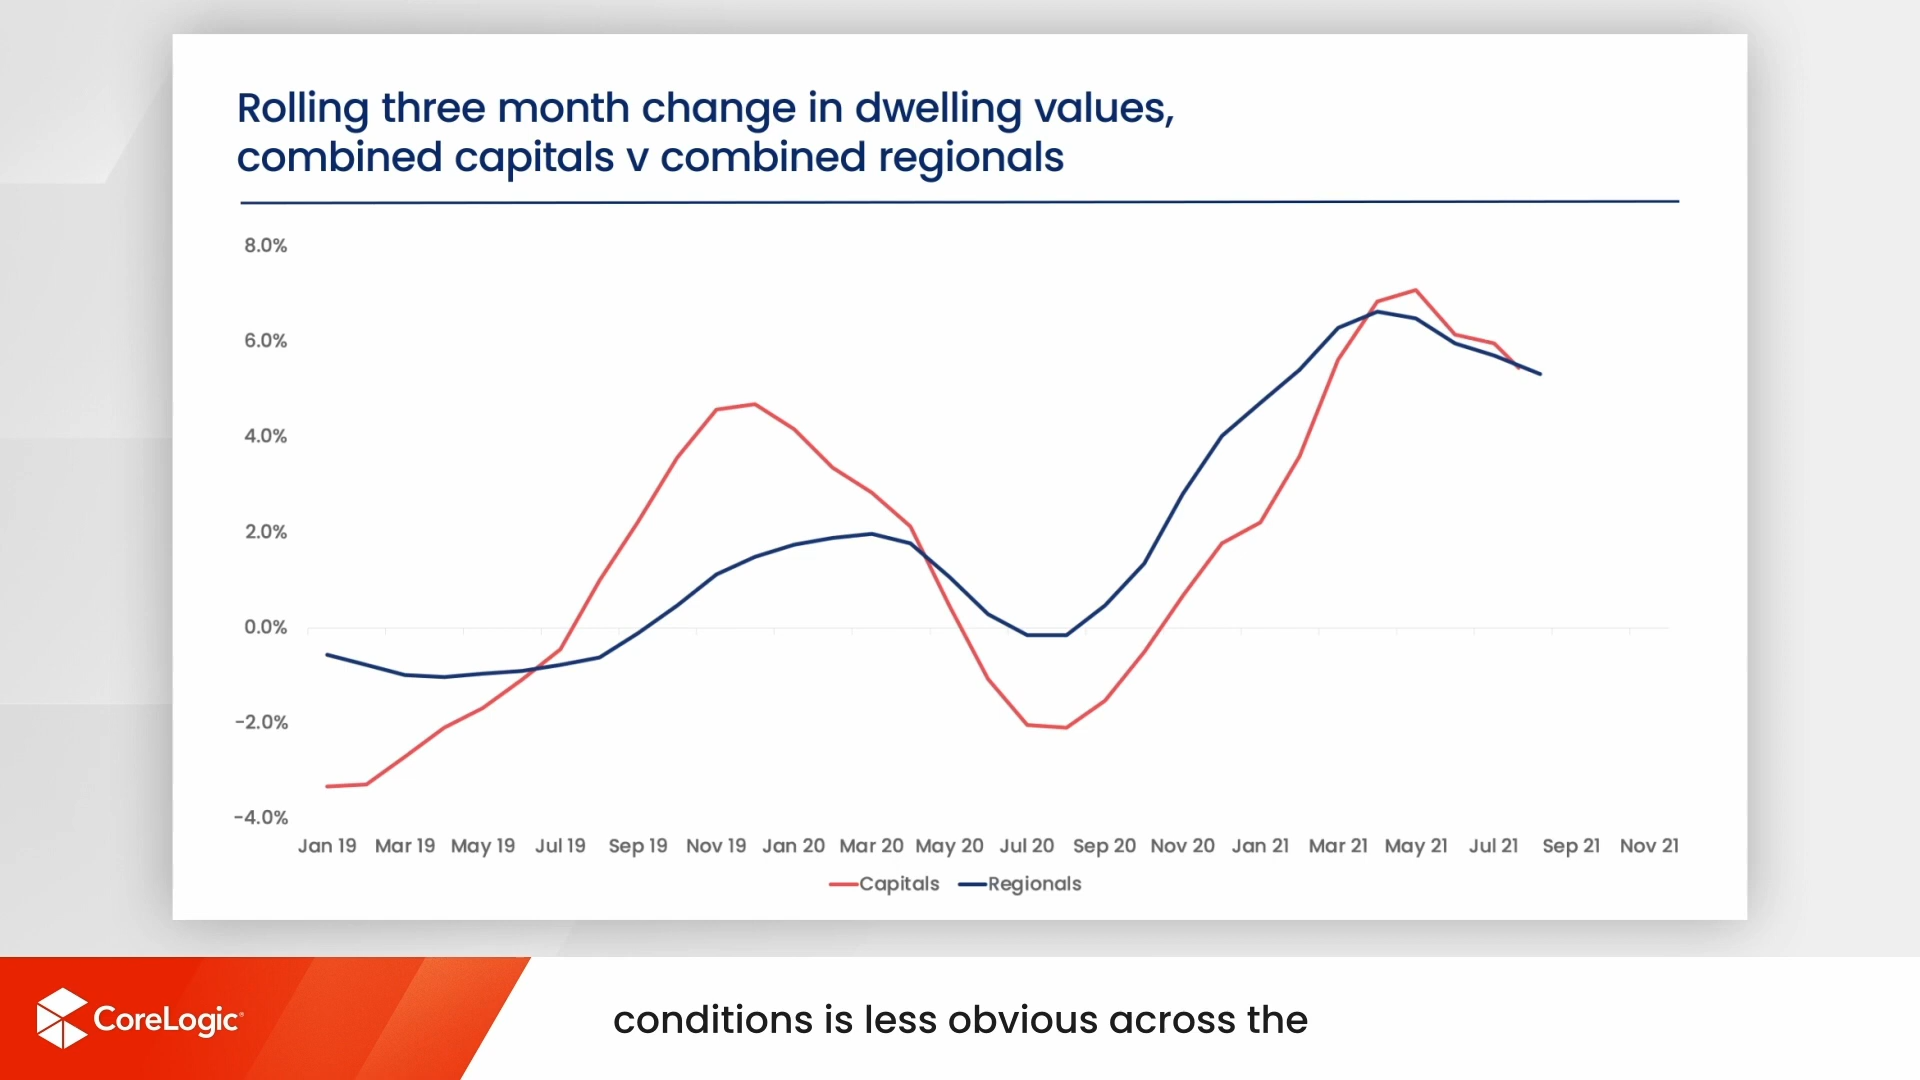 Rolling three month change in dwelling values,
combined capitals v combined regionals
8.0%
6.0%
4.0%
2.0%
0.0%
-2.0%
-4.0%
Jan 19 Mar 19 May 19 Jul 19 Sep 19 Nov 19 Jan 20 Mar 20 May 20 Jul 20 Sep 20 Nov 20 Jan 21 Mar 21 May 21 Jul 21 Sep 21 Nov 21
Capitals Regionals
CoreLogic
conditions is less obvious across the